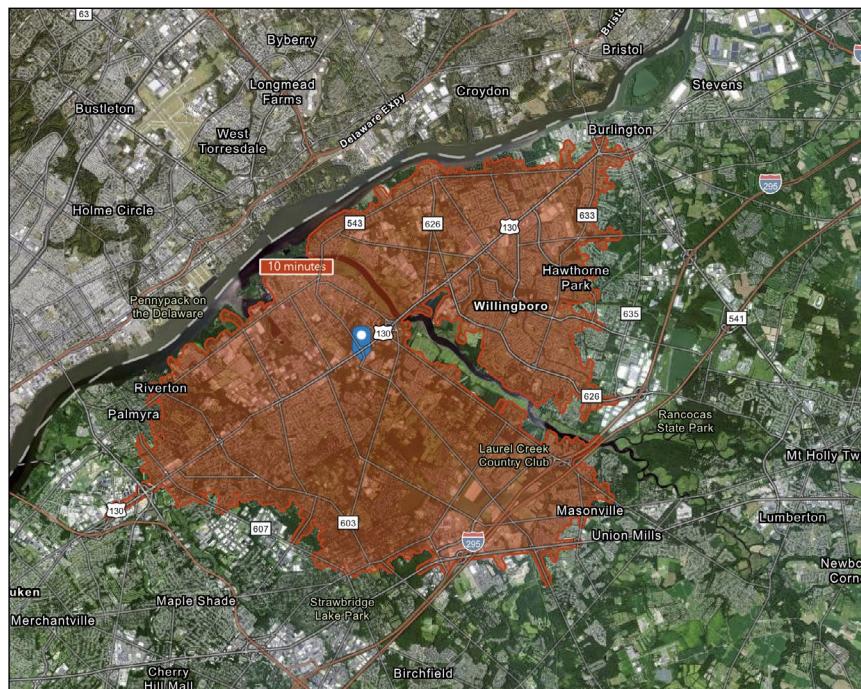 63
Byberry
Bristol
Bristol
Longmead
Farms
Croydon
Stevens
Bustleton
Delaware Expy
West
Torresdale
Burlington
295
Holme Circle
543
626
633
130
10 minutes
Hawthorne
Park
Pennypack on
the Delaware
Willingboro
635
541
130
Riverton
626
Palmyra
Rancocas
State Park
Laurel Creek
Country Club
Mt Holly Tw
130
Masonville
607
603
Lumberton
Union Mills
295
Newbo
Corne
uken
Maple Shade
Strawbridge
Lake Park
Merchantville
Cherry
Hill Mall
Birchfield